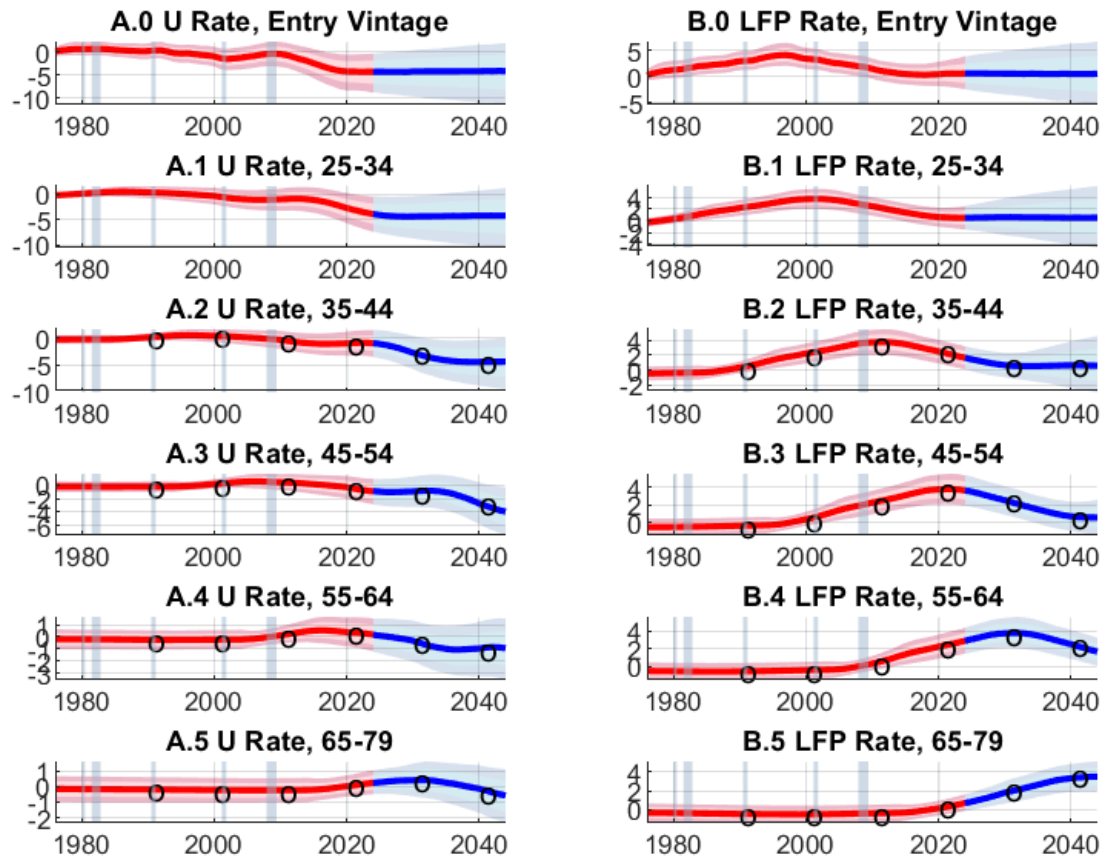 A.0 U Rate, Entry Vintage
0
-5
-10
1980 2000 2020 2040
B.0 LFP Rate, Entry Vintage
5
0
-5
1980 2000 2020 2040
A.1 U Rate, 25-34
0
-5
-10
1980 2000 2020 2040
B.1 LFP Rate, 25-34
4
2
0
-2
-4
1980 2000 2020 2040
A.2 U Rate, 35-44
0
-5
-10
1980 2000 2020 2040
B.2 LFP Rate, 35-44
4
2
0
-2
1980 2000 2020 2040
A.3 U Rate, 45-54
0
-2
-4
-6
1980 2000 2020 2040
B.3 LFP Rate, 45-54
4
2
0
1980 2000 2020 2040
A.4 U Rate, 55-64
1
0
-1
-2
-3
1980 2000 2020 2040
B.4 LFP Rate, 55-64
4
2
0
1980 2000 2020 2040
A.5 U Rate, 65-79
1
0
-1
-2
1980 2000 2020 2040
B.5 LFP Rate, 65-79
4
2
0
1980 2000 2020 2040